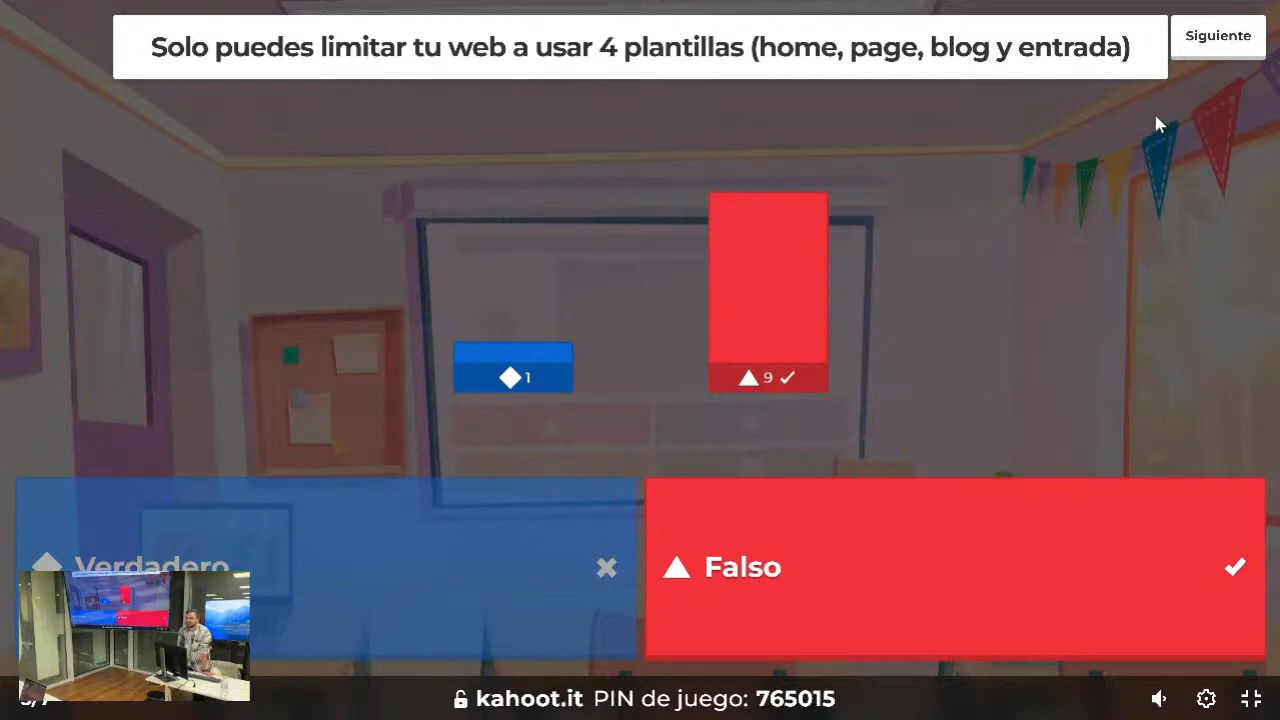 Solo puedes limitar tu web a usar 4 plantillas (home, page, blog y entrada)
Siguiente
1
9
Verdadero
Falso
kahoot.it PIN de juego: 765015